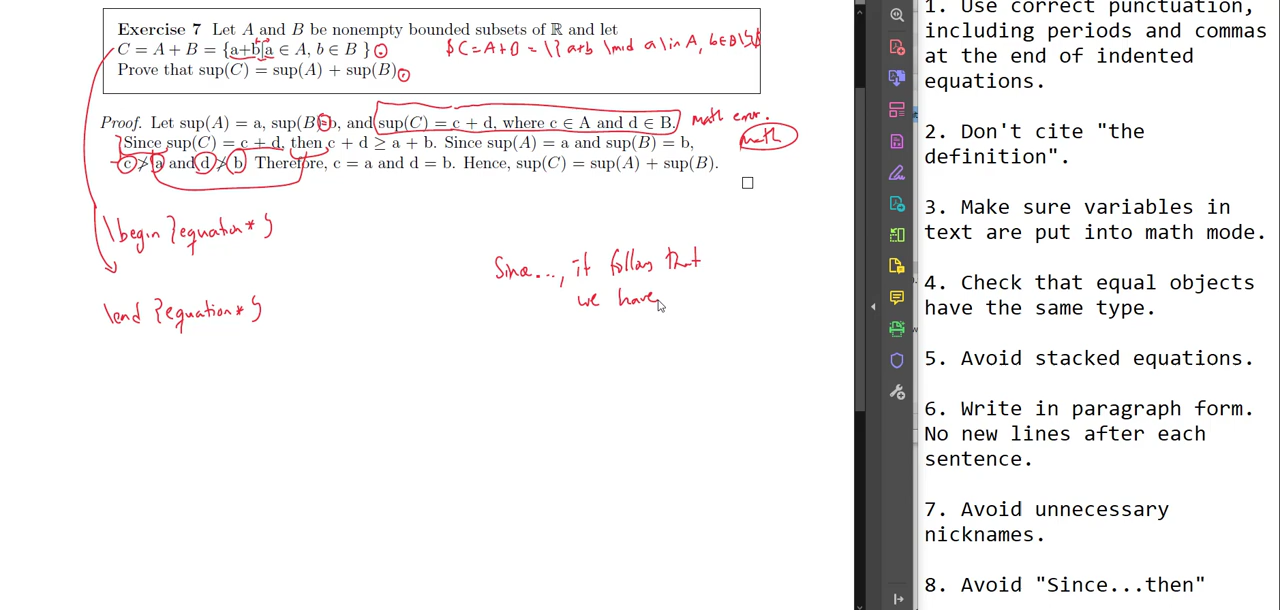 Exercise 7 Let A and B be nonempty bounded subsets of ℝ and let
C = A + B = {a+b|a ∈ A, b ∈ B }.
$C=A+B = \{ a+b \mid a \in A, b∈B\}$
Prove that sup(C) = sup(A) + sup(B).
Proof. Let sup(A) = a, sup(B) = b, and sup(C) = c + d, where c ∈ A and d ∈ B.
math error.
math
Since sup(C) = c + d, then c + d ≥ a + b. Since sup(A) = a and sup(B) = b,
c ≯ a and d ≯ b. Therefore, c = a and d = b. Hence, sup(C) = sup(A) + sup(B).
\begin{equation*}
\end{equation*}
Since..., it follows that
we have
1. Use correct punctuation,
including periods and commas
at the end of indented
equations.
2. Don't cite "the
definition".
3. Make sure variables in
text are put into math mode.
4. Check that equal objects
have the same type.
5. Avoid stacked equations.
6. Write in paragraph form.
No new lines after each
sentence.
7. Avoid unnecessary
nicknames.
8. Avoid "Since...then"